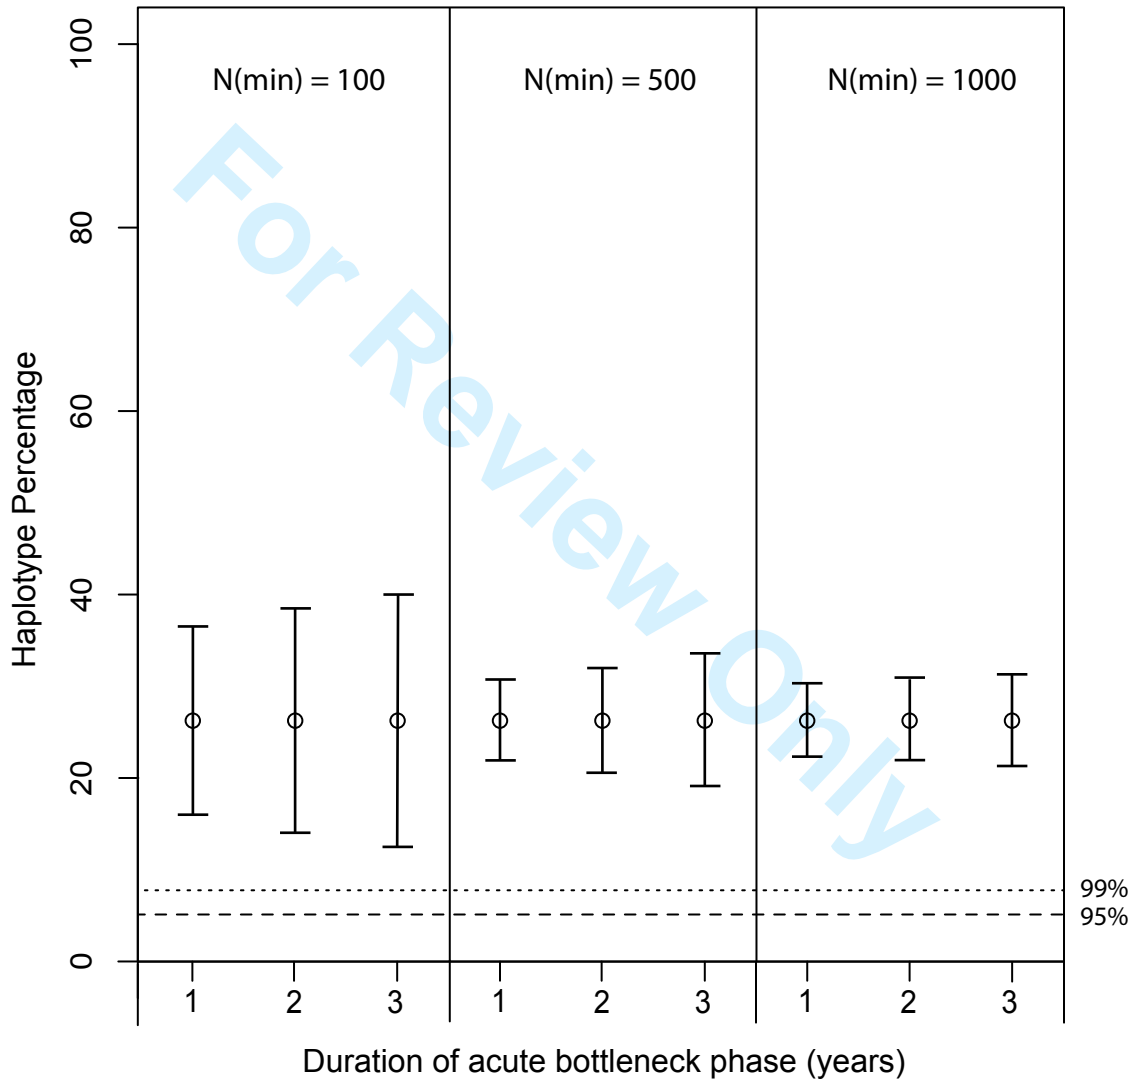 N(min) = 100
N(min) = 500
N(min) = 1000
For Review Only
Haplotype Percentage
100
80
60
40
20
0
99%
95%
1 2 3 1 2 3 1 2 3
Duration of acute bottleneck phase (years)